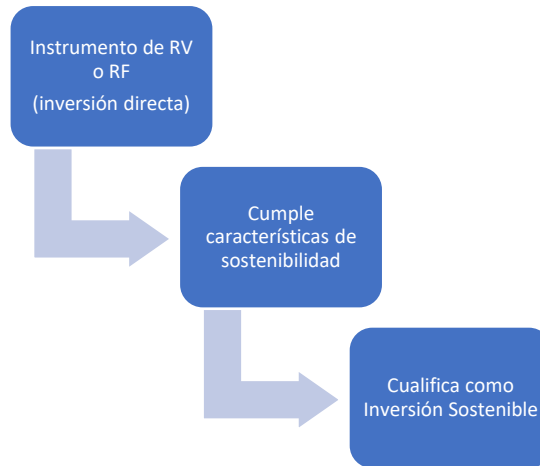 Instrumento de RV
o RF
(inversión directa)
Cumple
características de
sostenibilidad
Cualifica como
Inversión Sostenible